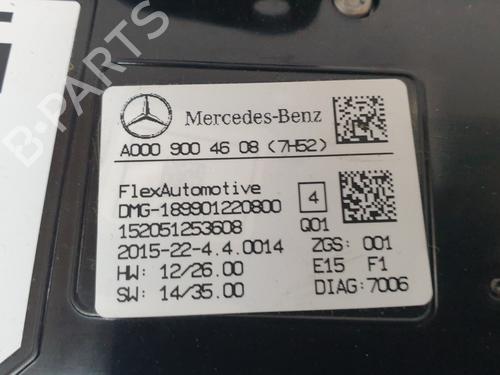 Mercedes-Benz
A000 900 46 08 (7H52)
FlexAutomotive
DMG-189901220800
4
152051253608
Q01
2015-22-4.4.0014
ZGS: 001
HW: 12/26.00
E15 F1
SW: 14/35.00
DIAG:7006
B-PARTS